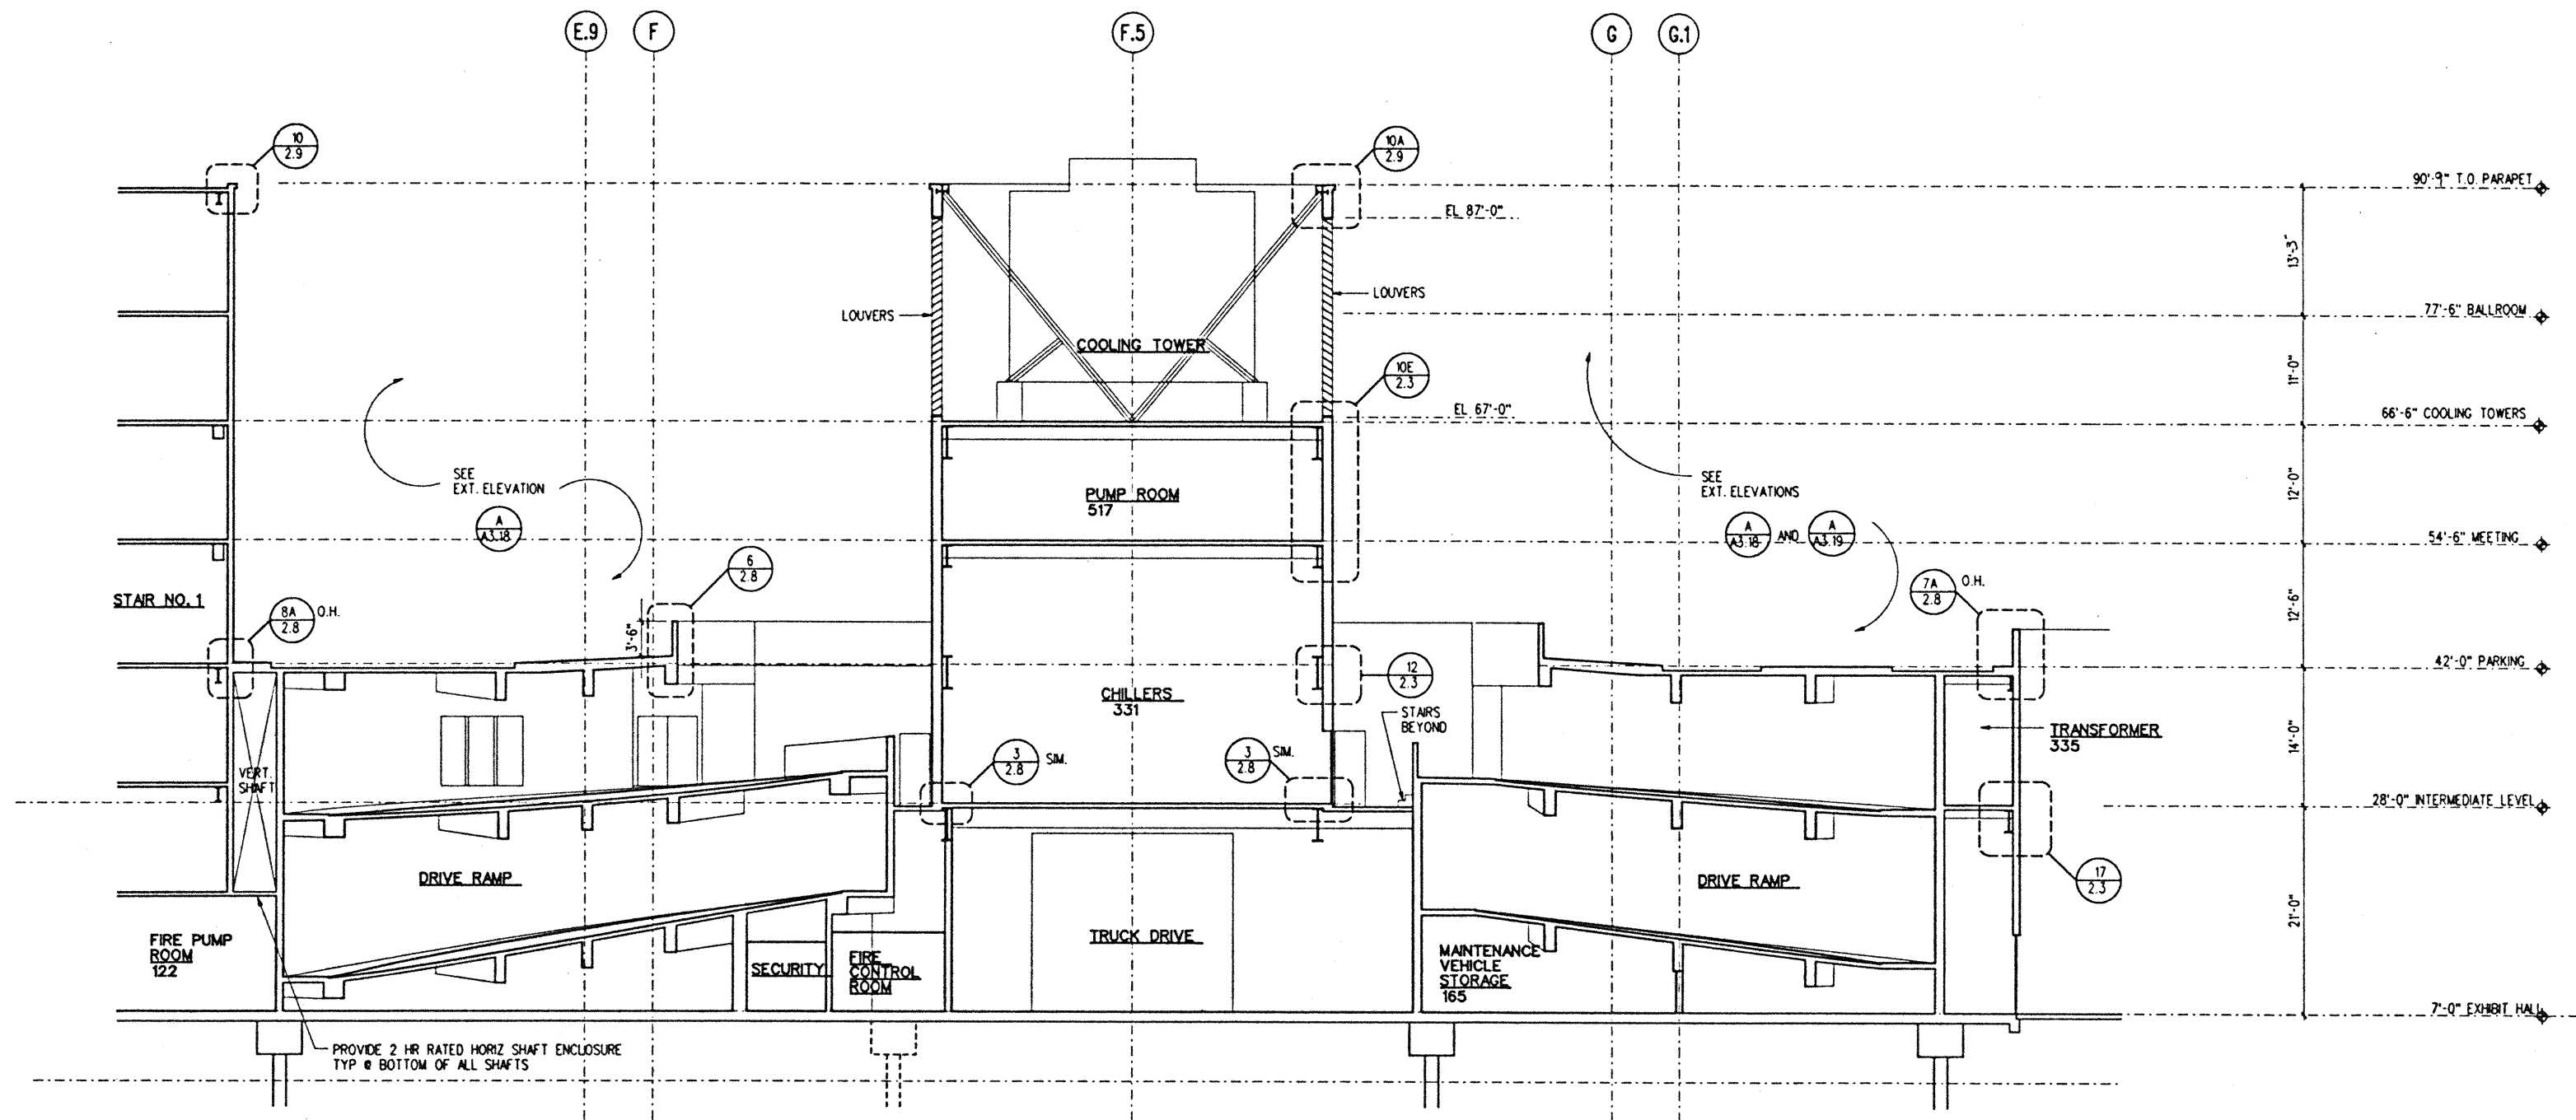 E.9
F
F.5
G
G.1
10
2.9
10A
2.9
90'-9" T.O. PARAPET
EL 87'-0"
13'-3"
LOUVERS
LOUVERS
77'-6" BALLROOM
COOLING TOWER
10E
2.3
11'-0"
EL 67'-0"
66'-6" COOLING TOWERS
SEE
EXT. ELEVATION
A
A3.18
PUMP ROOM
517
SEE
EXT. ELEVATIONS
A
A3.18
AND
A
A3.19
12'-0"
54'-6" MEETING
6
2.8
STAIR NO. 1
8A
2.8
O.H.
3'-6"
7A
2.8
O.H.
12'-6"
42'-0" PARKING
12
2.3
CHILLERS
331
STAIRS
BEYOND
TRANSFORMER
335
14'-0"
VERT.
SHAFT
3
2.8
SIM.
3
2.8
SIM.
28'-0" INTERMEDIATE LEVEL
DRIVE RAMP
DRIVE RAMP
17
2.3
21'-0"
FIRE PUMP
ROOM
122
SECURITY
FIRE
CONTROL
ROOM
TRUCK DRIVE
MAINTENANCE
VEHICLE
STORAGE
165
7'-0" EXHIBIT HALL
PROVIDE 2 HR RATED HORIZ SHAFT ENCLOSURE
TYP @ BOTTOM OF ALL SHAFTS